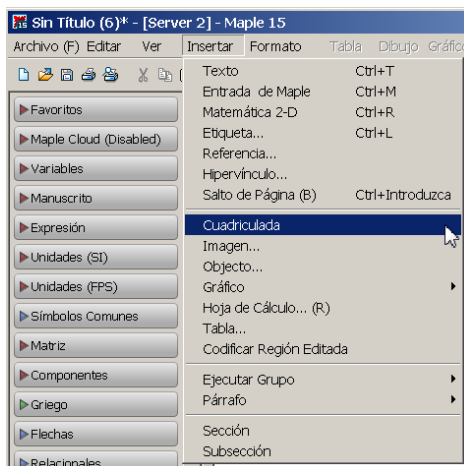 Sin Título (6)* - [Server 2] - Maple 15
Archivo (F) Editar Ver Insertar Formato Tabla Dibujo Gráfico
Texto Ctrl+T
Entrada de Maple Ctrl+M
Matemática 2-D Ctrl+R
Etiqueta... Ctrl+L
Referencia...
Hipervínculo...
Salto de Página (B) Ctrl+Introduzca
Cuadriculada
Imagen...
Objecto...
Gráfico
Hoja de Cálculo... (R)
Tabla...
Codificar Región Editada
Ejecutar Grupo
Párrafo
Sección
Subsección
Favoritos
Maple Cloud (Disabled)
Variables
Manuscrito
Expresión
Unidades (SI)
Unidades (FPS)
Símbolos Comunes
Matriz
Componentes
Griego
Flechas
Relacionales